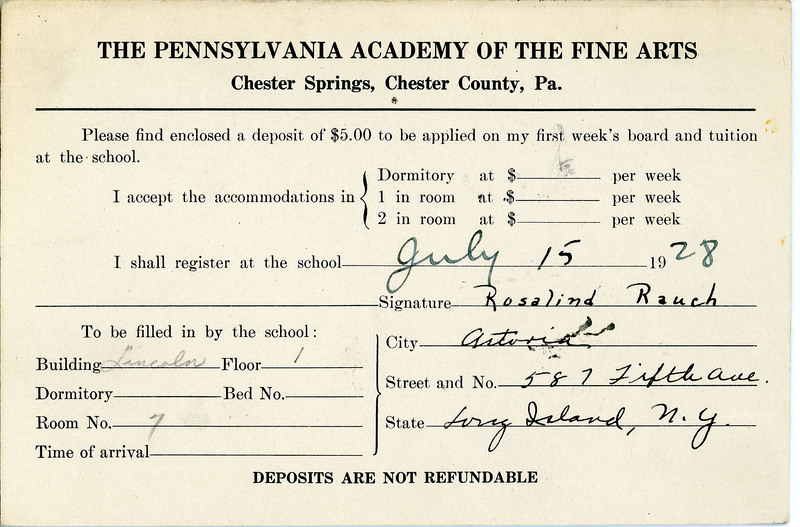 THE PENNSYLVANIA ACADEMY OF THE FINE ARTS
Chester Springs, Chester County, Pa.
Please find enclosed a deposit of $5.00 to be applied on my first week's board and tuition
at the school.
I accept the accommodations in
Dormitory at $ per week
1 in room at $ per week
2 in room at $ per week
I shall register at the school July 15 1928
Signature Rosalind Rauch
To be filled in by the school:
Building Lincoln Floor 1
Dormitory Bed No.
Room No. 7
Time of arrival
City Astoria
Street and No. 587 Fifth Ave.
State Long Island, N.Y.
DEPOSITS ARE NOT REFUNDABLE